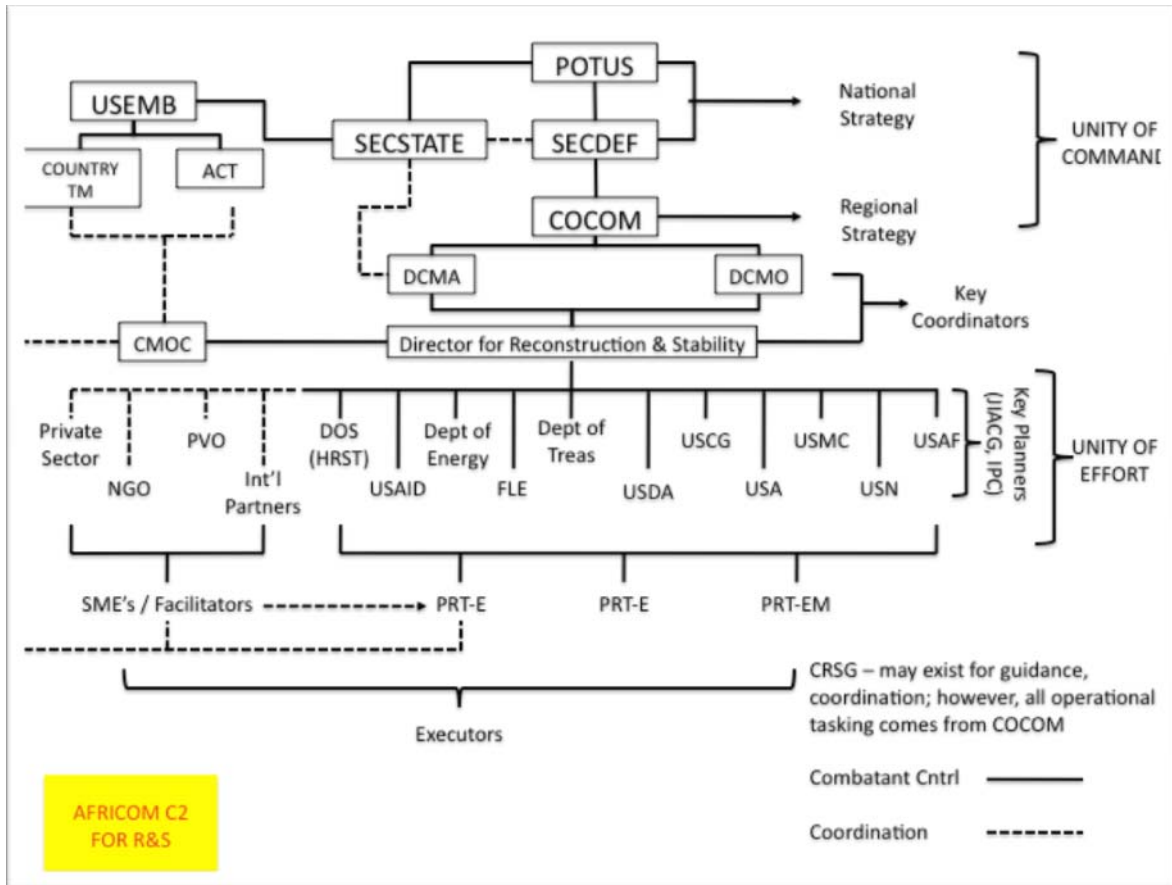 POTUS
USEMB
SECSTATE
SECDEF
National
Strategy
UNITY OF
COMMAND
COUNTRY
TM
ACT
COCOM
Regional
Strategy
DCMA
DCMO
Key
Coordinators
CMOC
Director for Reconstruction & Stability
Private
Sector
NGO
PVO
Int'l
Partners
DOS
(HRST)
USAID
Dept of
Energy
FLE
Dept of
Treas
USDA
USCG
USA
USMC
USN
USAF
Key Planners
(JIACG, IPC)
UNITY OF
EFFORT
SME's / Facilitators
PRT-E
PRT-E
PRT-EM
Executors
CRSG – may exist for guidance,
coordination; however, all operational
tasking comes from COCOM
Combatant Cntrl
Coordination
AFRICOM C2
FOR R&S